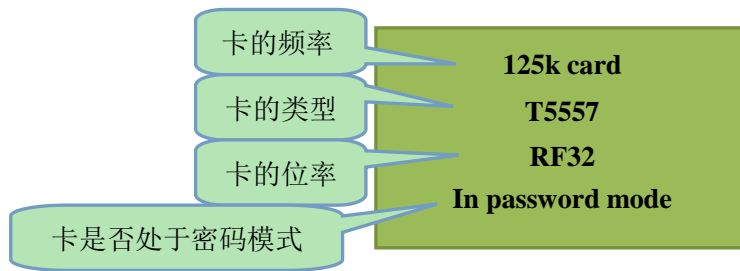 卡的频率
125k card
卡的类型
T5557
卡的位率
RF32
In password mode
卡是否处于密码模式